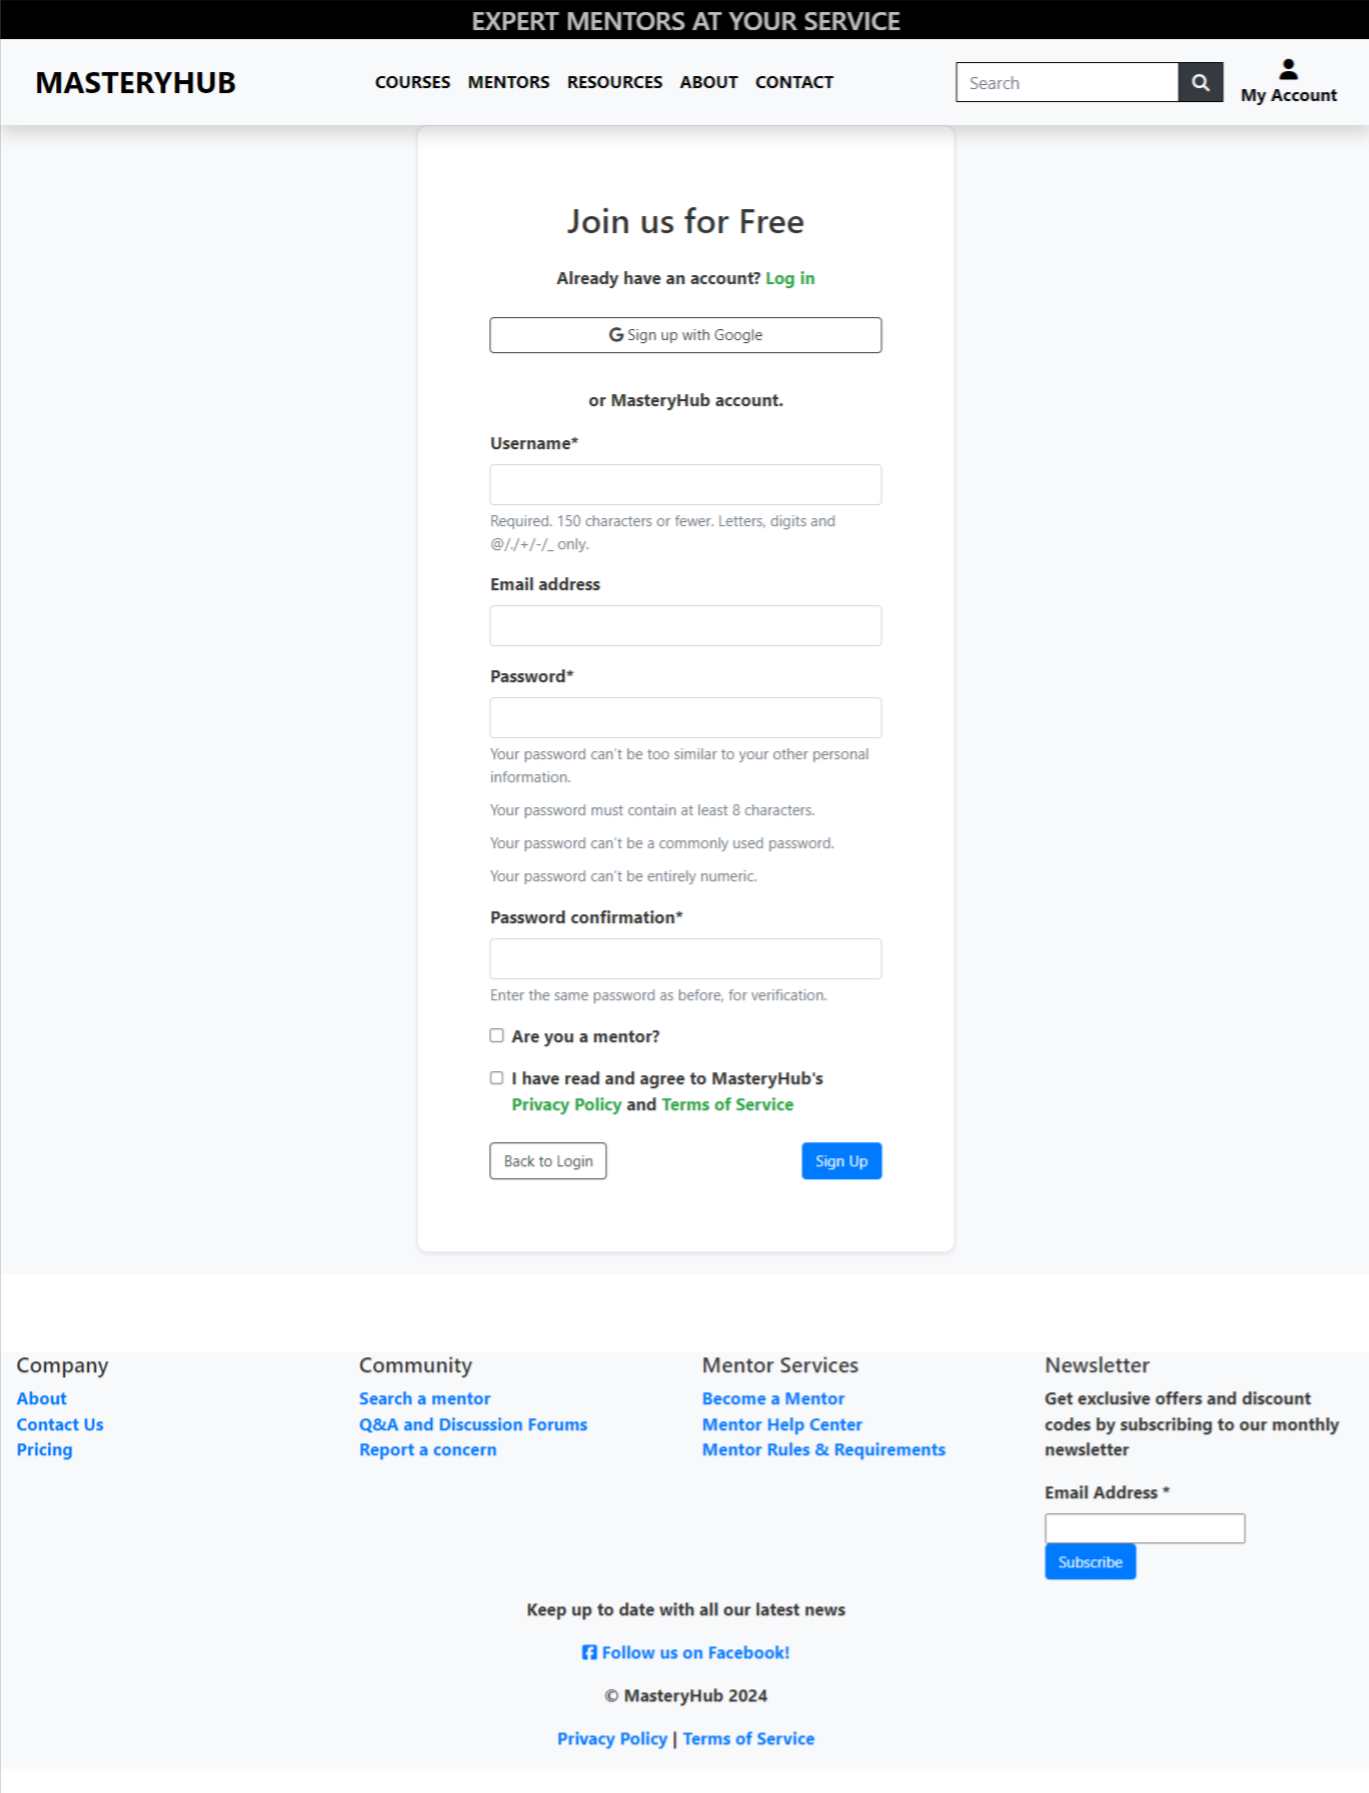 EXPERT MENTORS AT YOUR SERVICE
MASTERYHUB
COURSES MENTORS RESOURCES ABOUT CONTACT
Search
My Account
Join us for Free
Already have an account? Log in
G Sign up with Google
or MasteryHub account.
Username*
Required. 150 characters or fewer. Letters, digits and
@/./+/-/_ only.
Email address
Password*
Your password can't be too similar to your other personal
information.
Your password must contain at least 8 characters.
Your password can't be a commonly used password.
Your password can't be entirely numeric.
Password confirmation*
Enter the same password as before, for verification.
Are you a mentor?
I have read and agree to MasteryHub's
Privacy Policy and Terms of Service
Back to Login
Sign Up
Company
About
Contact Us
Pricing
Community
Search a mentor
Q&A and Discussion Forums
Report a concern
Mentor Services
Become a Mentor
Mentor Help Center
Mentor Rules & Requirements
Newsletter
Get exclusive offers and discount
codes by subscribing to our monthly
newsletter
Email Address *
Subscribe
Keep up to date with all our latest news
Follow us on Facebook!
© MasteryHub 2024
Privacy Policy | Terms of Service